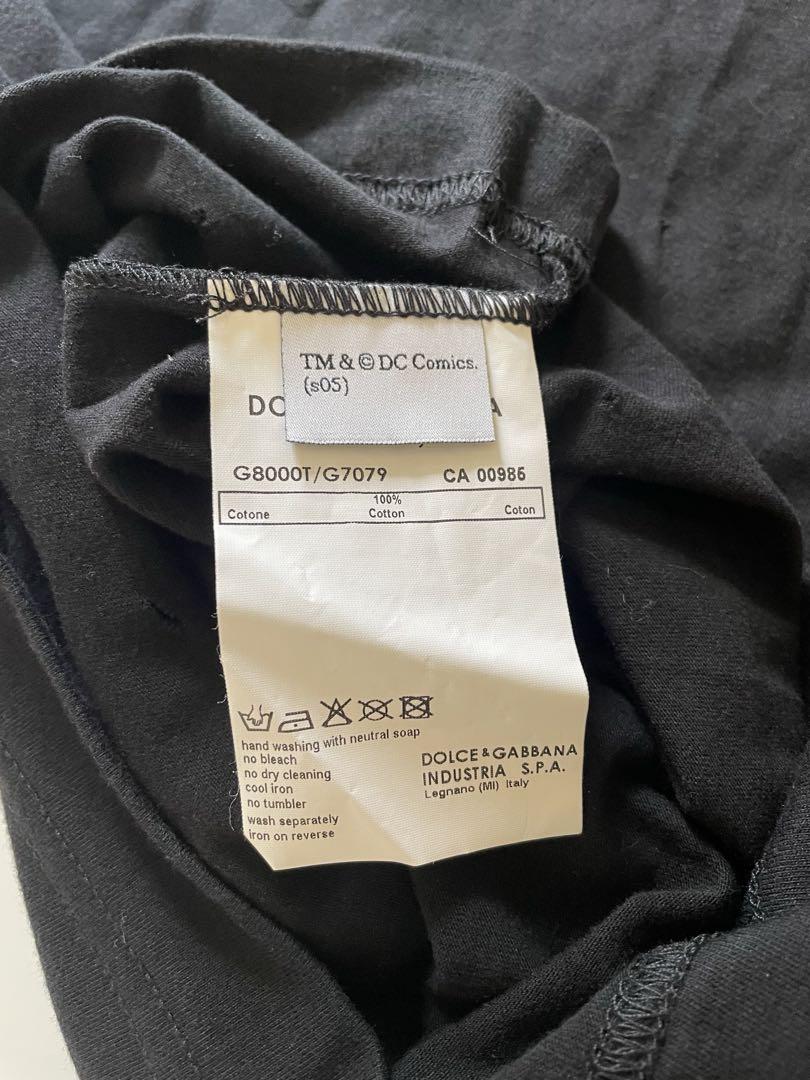 TM & © DC Comics.
(s05)
G8000T/G7079 CA 00985
100%
Cotone Cotton Coton
hand washing with neutral soap
no bleach
no dry cleaning
cool iron
no tumbler
wash separately
iron on reverse
DOLCE & GABBANA
INDUSTRIA S.P.A.
Legnano (MI) Italy